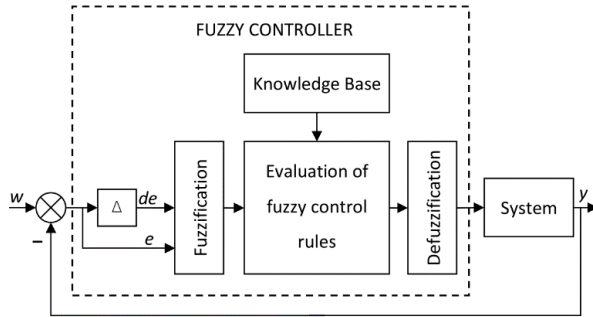 FUZZY CONTROLLER
Knowledge Base
w
Δ
de
e
Fuzzification
Evaluation of
fuzzy control
rules
Defuzzification
System
y
−